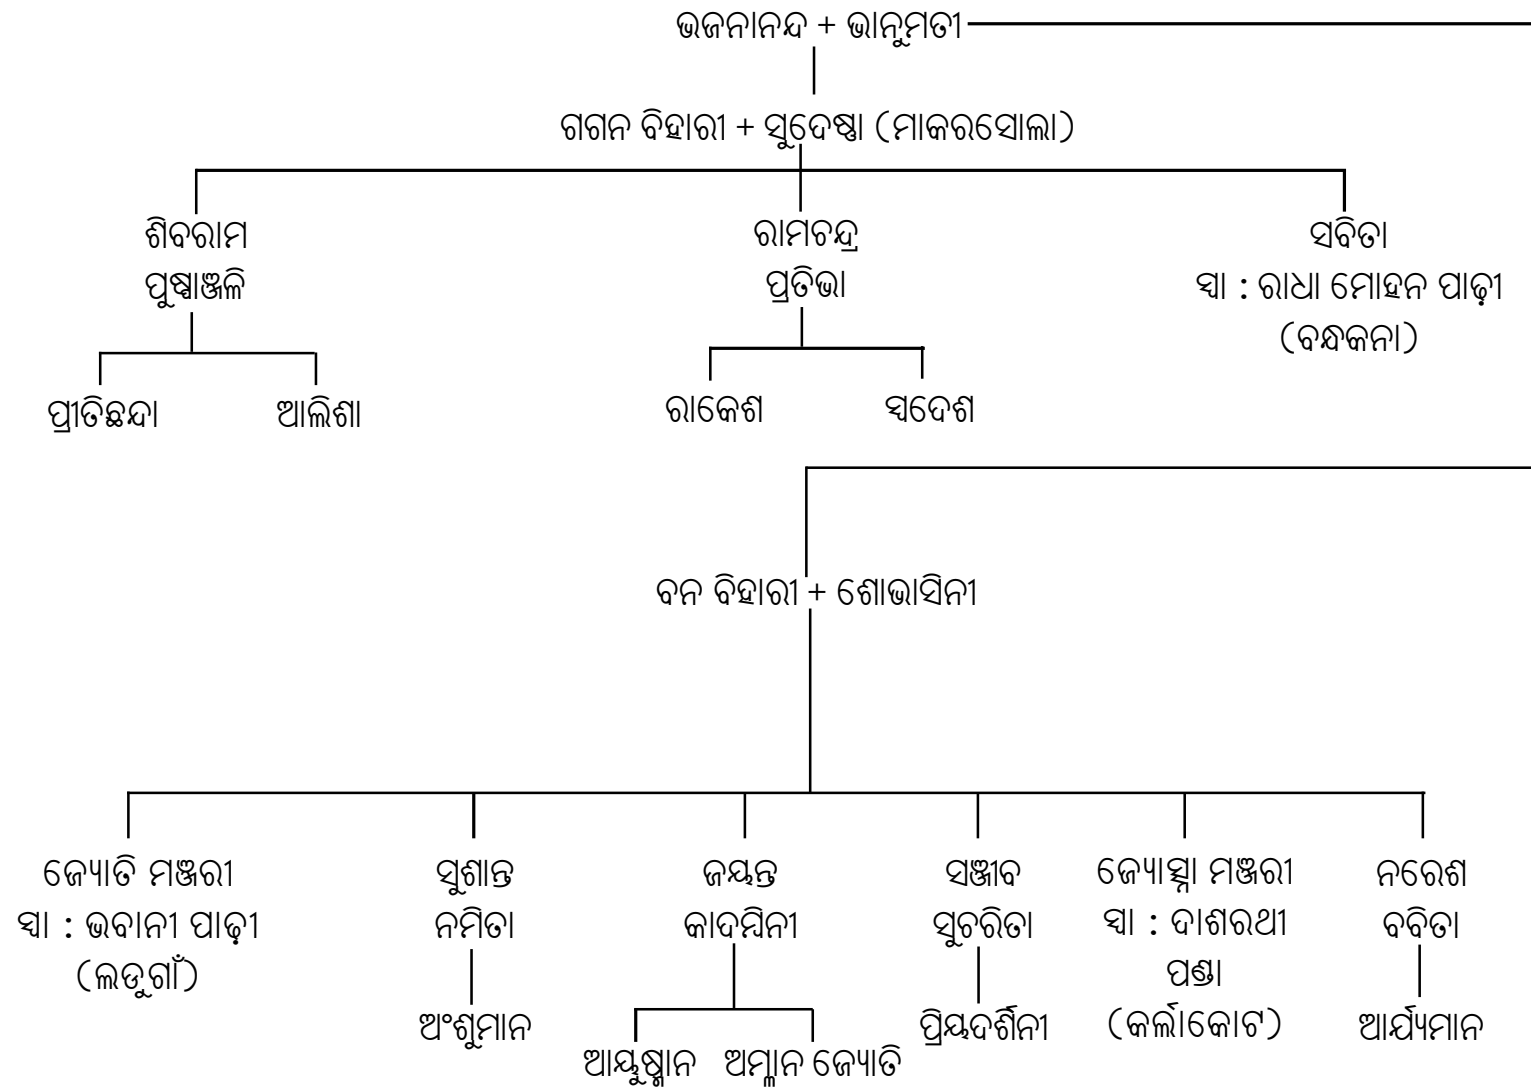 ଭଜନାନନ୍ଦ + ଭାନୁମତୀ
ଗଗନ ବିହାରୀ + ସୁଦେଷ୍ଣା (ମାକରସୋଲା)
ଶିବରାମ ରାମଚନ୍ଦ୍ର ସବିତା
ପୁଷ୍ପାଞ୍ଜଳି ପ୍ରତିଭା ସ୍ୱା : ରାଧା ମୋହନ ପାଢ଼ୀ
(ବନ୍ଧକନା)
ପ୍ରୀତିଛନ୍ଦା ଆଲିଶା ରାକେଶ ସ୍ୱଦେଶ
ବନ ବିହାରୀ + ଶୋଭାସିନୀ
ଜ୍ୟୋତି ମଞ୍ଜରୀ ସୁଶାନ୍ତ ଜୟନ୍ତ ସଞ୍ଜୀବ ଜ୍ୟୋତ୍ସ୍ନା ମଞ୍ଜରୀ ନରେଶ
ସ୍ୱା : ଭବାନୀ ପାଢ଼ୀ ନମିତା କାଦମ୍ବିନୀ ସୁଚରିତା ସ୍ୱା : ଦାଶରଥୀ ବବିତା
(ଲଡୁଗାଁ) ପଣ୍ଡା
ଅଂଶୁମାନ ପ୍ରିୟଦର୍ଶିନୀ (କର୍ଲାକୋଟ) ଆର୍ଯ୍ୟମାନ
ଆୟୁଷ୍ମାନ ଅମ୍ଳାନ ଜ୍ୟୋତି